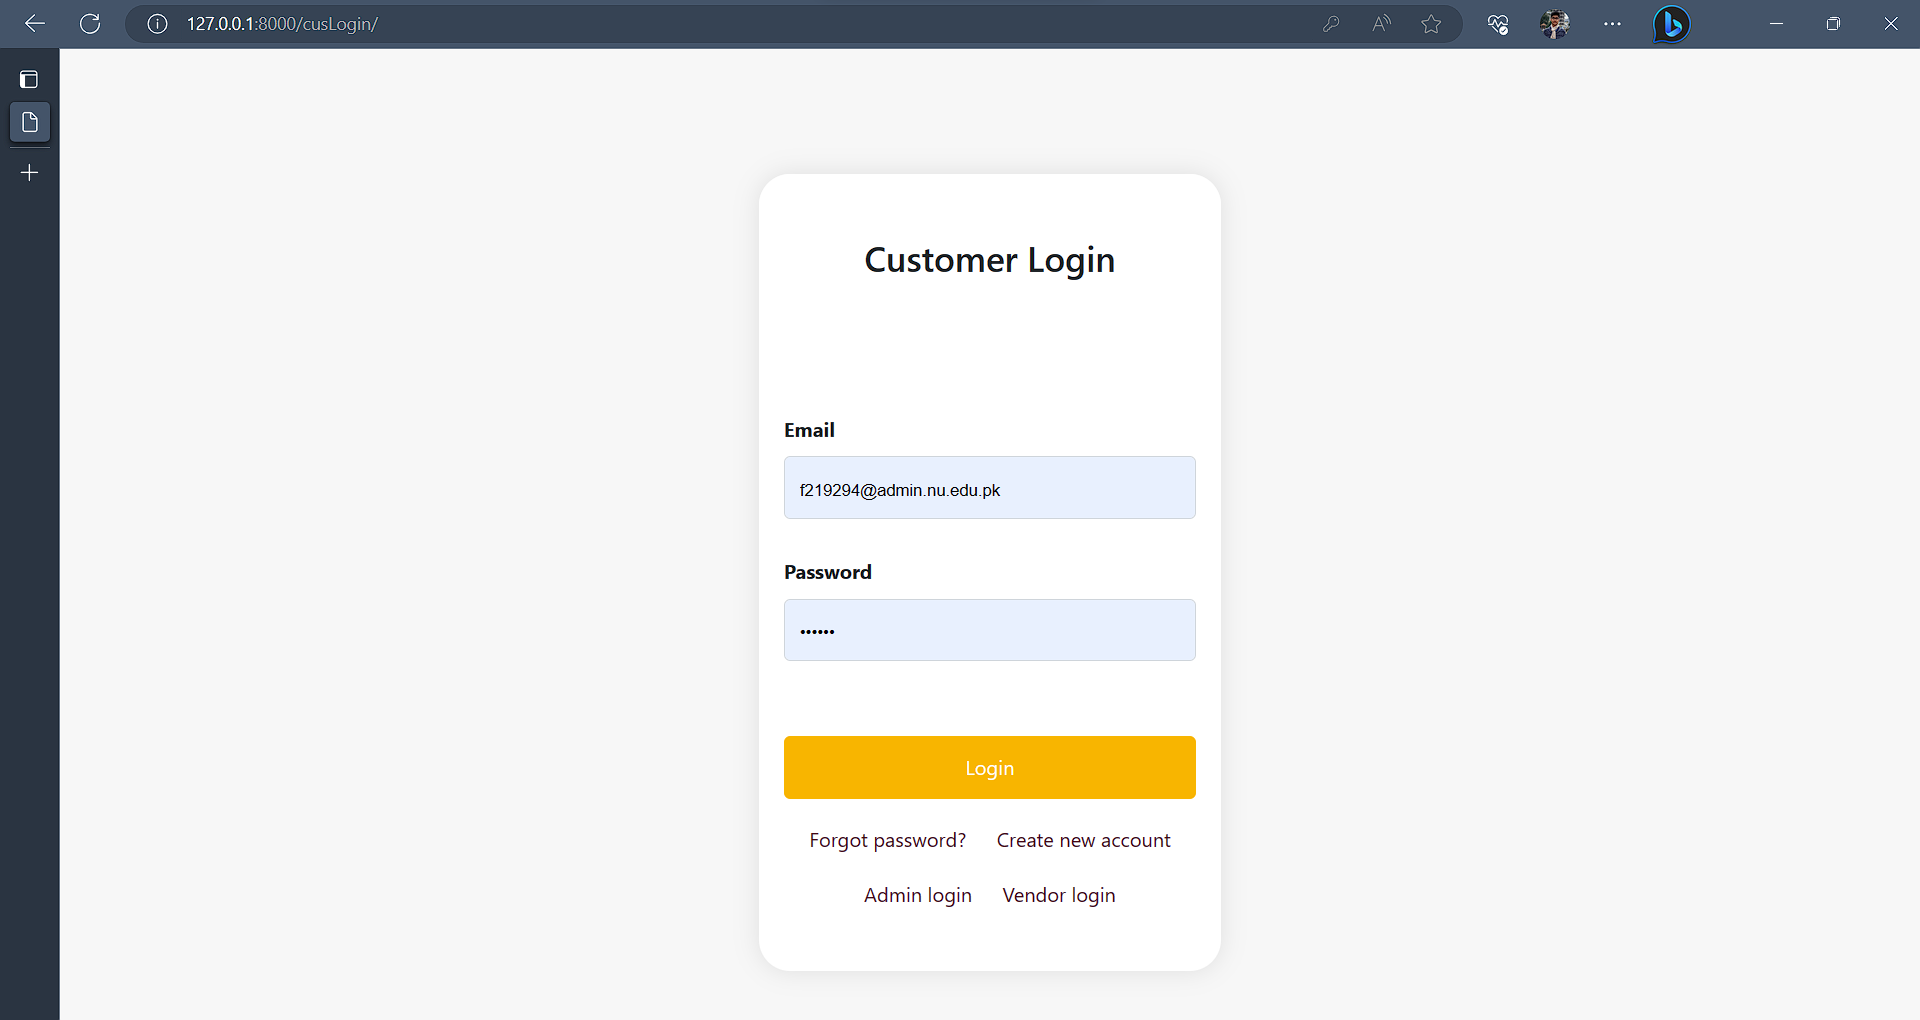 127.0.0.1:8000/cusLogin/
Customer Login
Email
f219294@admin.nu.edu.pk
Password
••••••
Login
Forgot password? Create new account
Admin login Vendor login